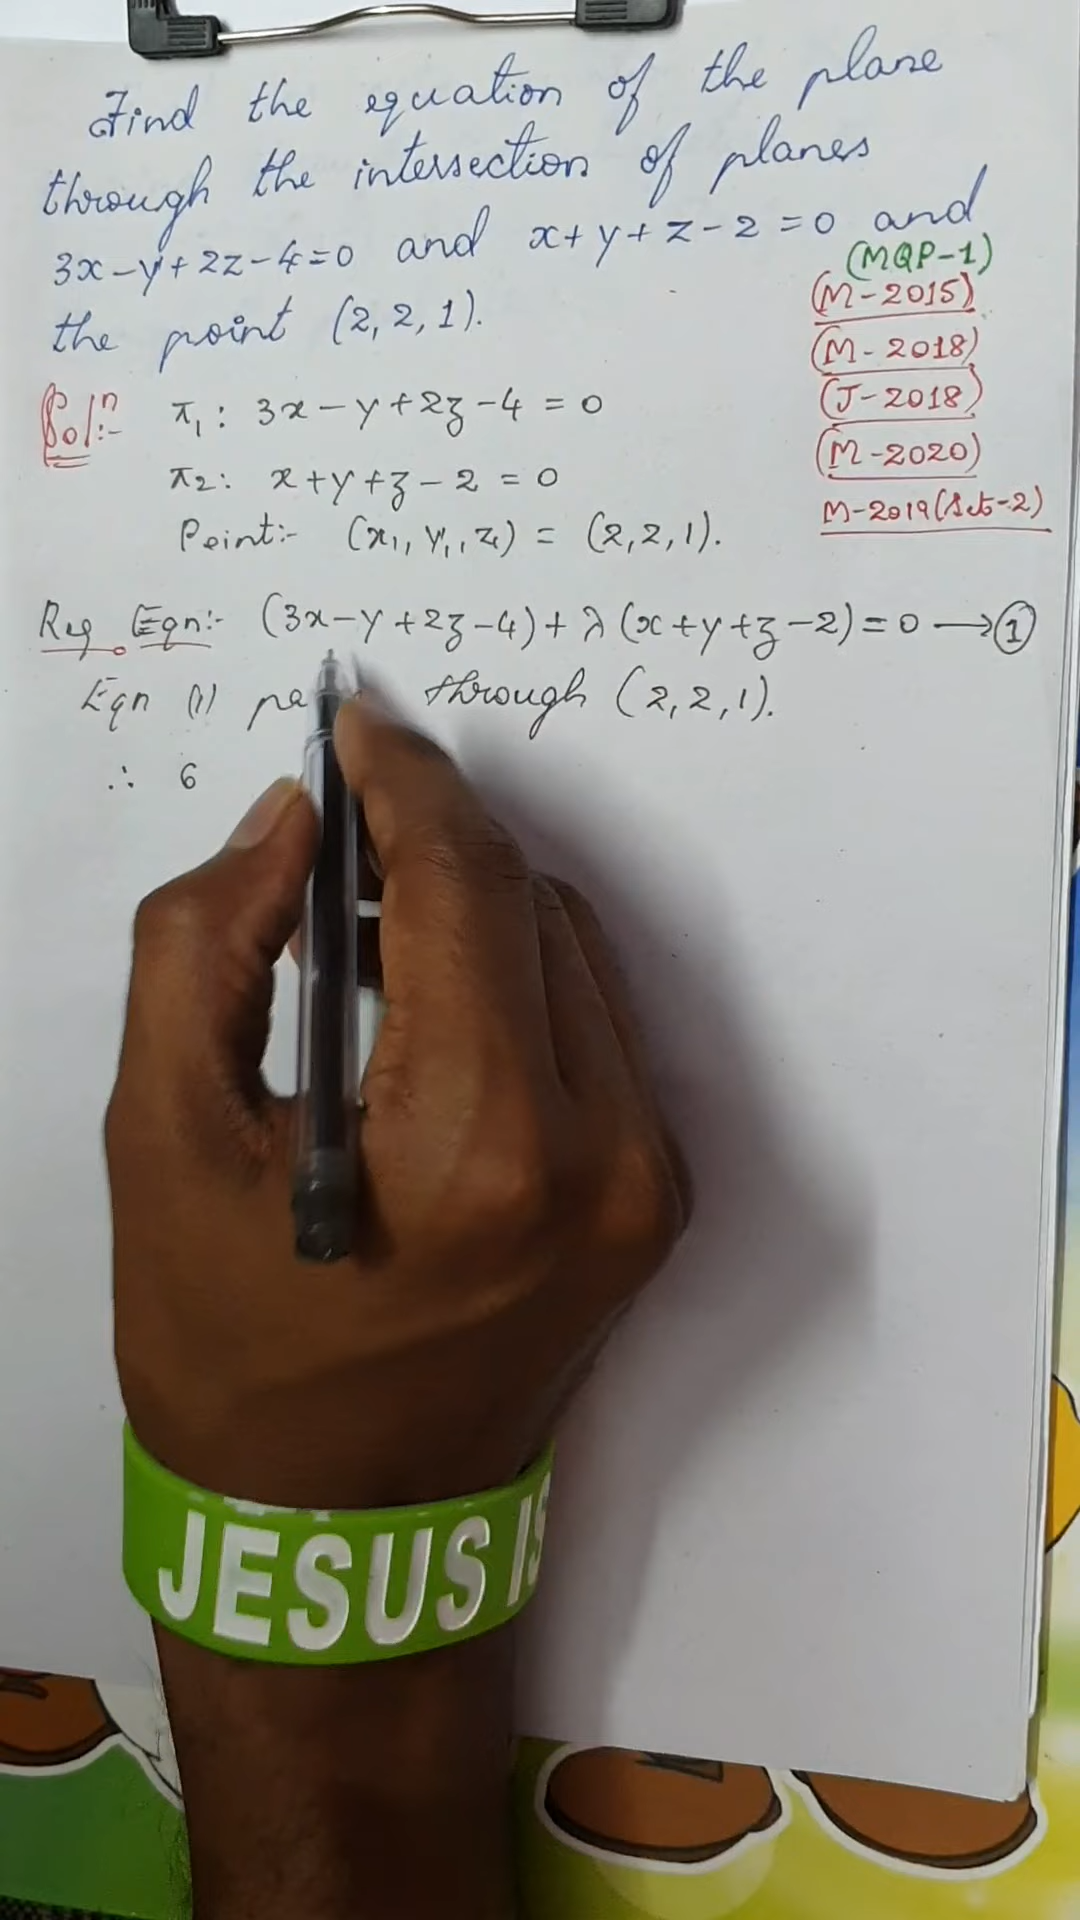 Find the equation of the plane
through the intersection of planes
3x-y+2z-4=0 and x+y+z-2=0 and
(MQP-1)
the point (2,2,1).
(M-2015)
(M-2018)
(J-2018)
(M-2020)
M-2019(Set-2)
Solⁿ:- π₁: 3x-y+2z-4=0
π₂: x+y+z-2=0
Point:- (x₁, y₁, z₁) = (2,2,1).
Req Eqn:- (3x-y+2z-4)+λ(x+y+z-2)=0 → ①
Eqn (1) through (2,2,1).
∴ 6
JESUS IS